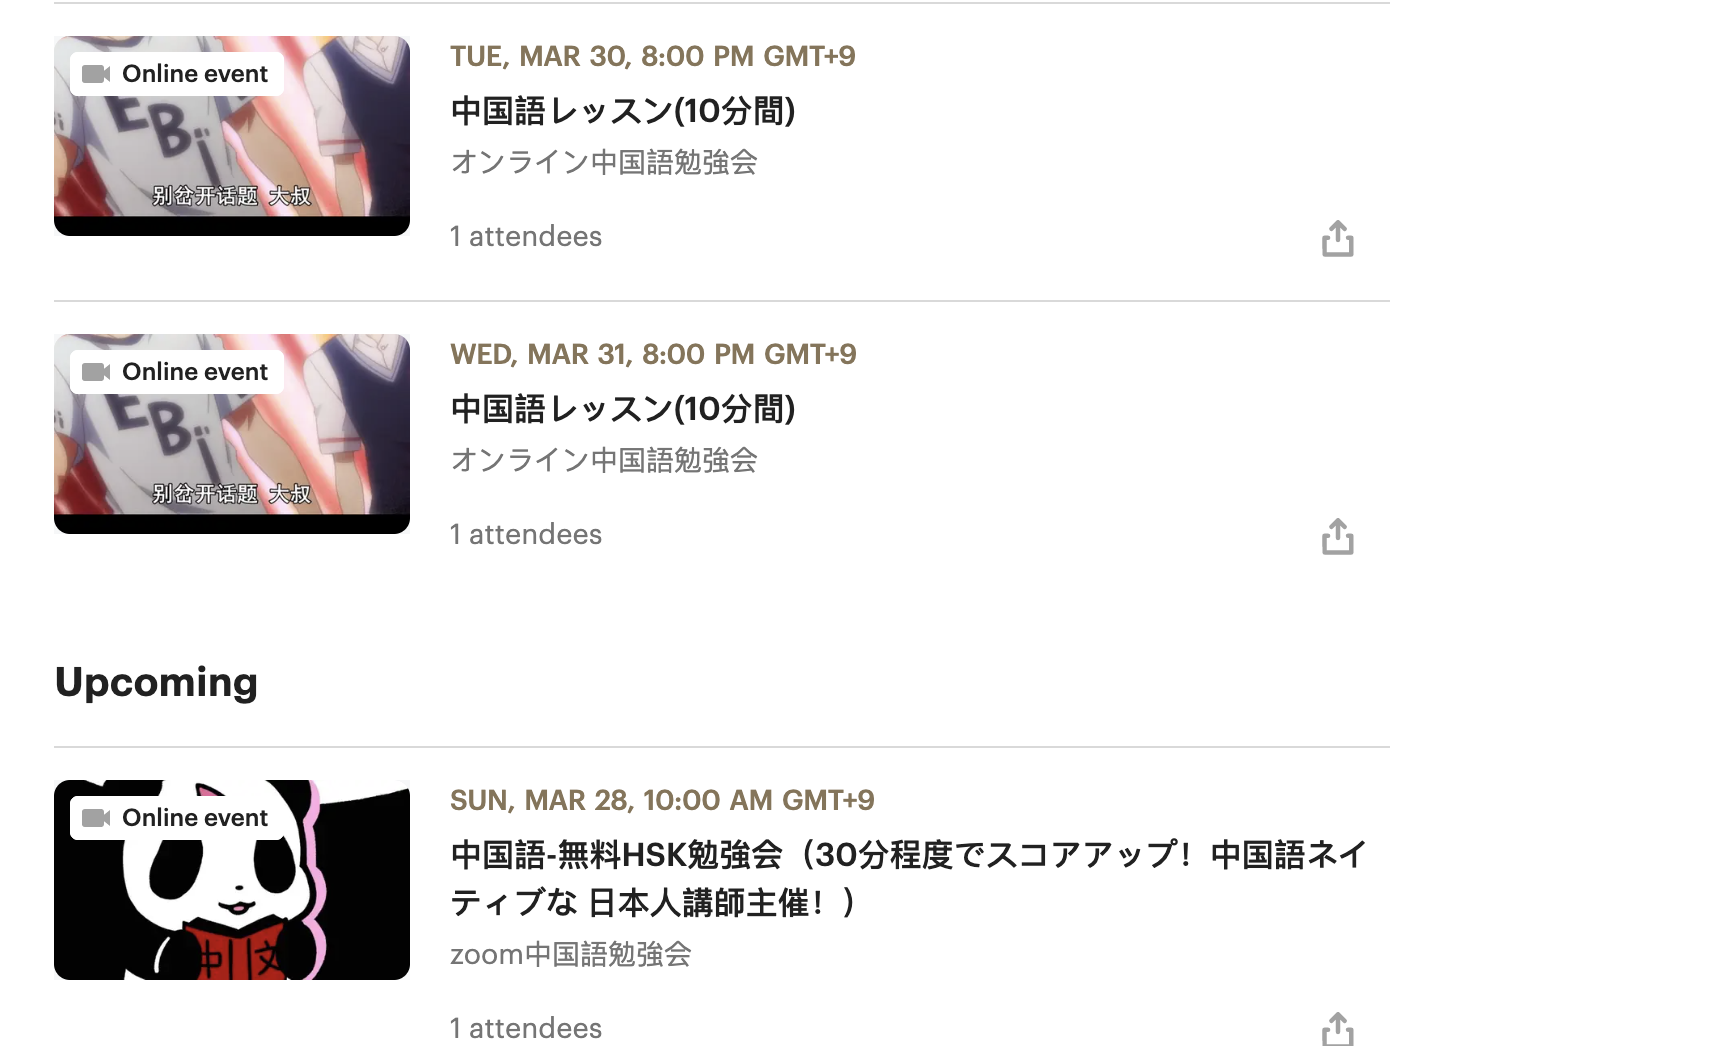 Online event
EBi
别岔开话题 大叔
TUE, MAR 30, 8:00 PM GMT+9
中国語レッスン(10分間)
オンライン中国語勉強会
1 attendees
Online event
EBi
别岔开话题 大叔
WED, MAR 31, 8:00 PM GMT+9
中国語レッスン(10分間)
オンライン中国語勉強会
1 attendees
Upcoming
Online event
中文
SUN, MAR 28, 10:00 AM GMT+9
中国語-無料HSK勉強会（30分程度でスコアアップ！中国語ネイ
ティブな 日本人講師主催！）
zoom中国語勉強会
1 attendees